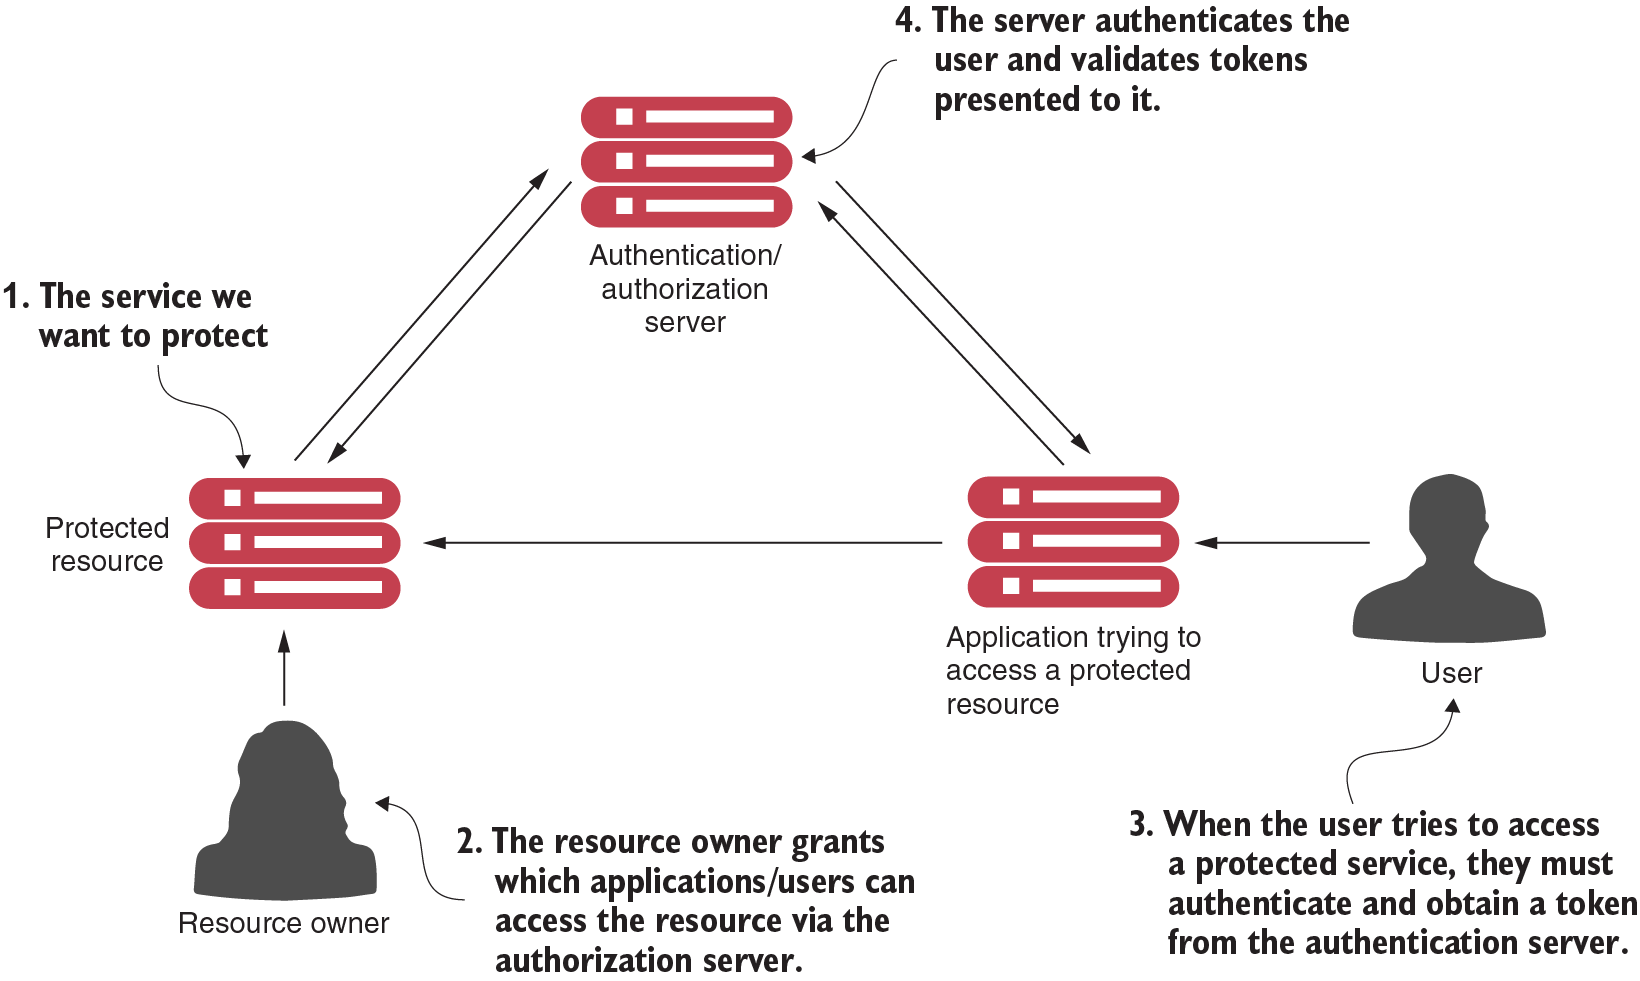 4. The server authenticates the
user and validates tokens
presented to it.
Authentication/
authorization
server
1. The service we
want to protect
Protected
resource
Application trying to
access a protected
resource
User
Resource owner
2. The resource owner grants
which applications/users can
access the resource via the
authorization server.
3. When the user tries to access
a protected service, they must
authenticate and obtain a token
from the authentication server.